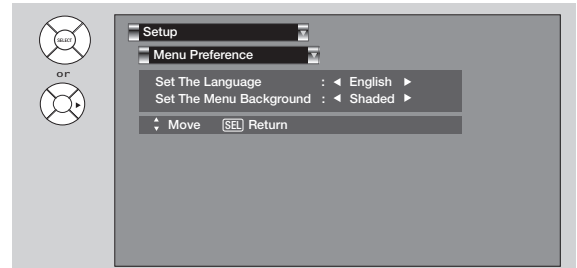 SELECT
or
Setup
Menu Preference
Set The Language : ◀ English ▶
Set The Menu Background : ◀ Shaded ▶
Move SEL Return